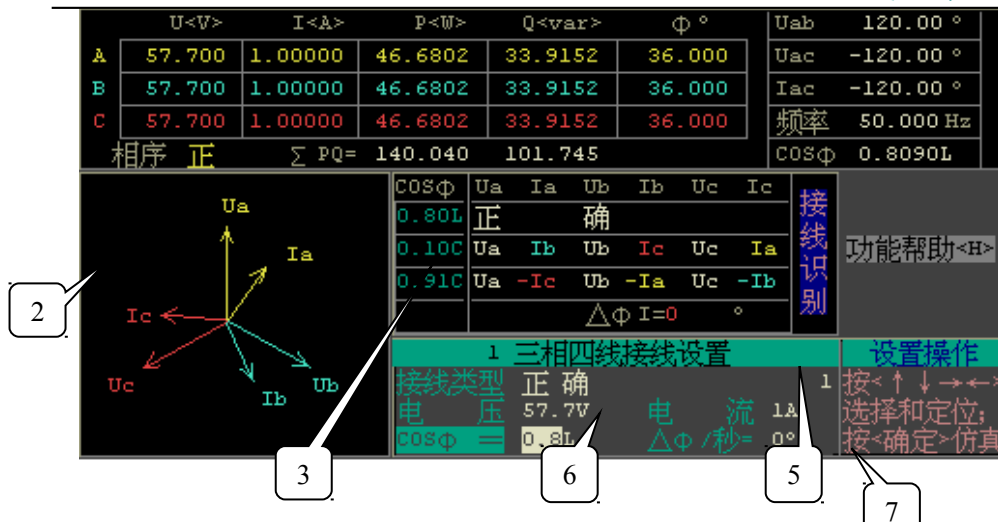 U<V> I<A> P<W> Q<var> Φ ° Uab 120.00 °
A 57.700 1.00000 46.6802 33.9152 36.000 Uac -120.00 °
B 57.700 1.00000 46.6802 33.9152 36.000 Iac -120.00 °
C 57.700 1.00000 46.6802 33.9152 36.000 频率 50.000 Hz
相序 正 ∑ PQ= 140.040 101.745 COSΦ 0.8090L
Ua
Ia
Ic
Uc
Ib
Ub
COSΦ Ua Ia Ub Ib Uc Ic
0.80L 正 确
0.10C Ua Ib Ub Ic Uc Ia
0.91C Ua -Ic Ub -Ia Uc -Ib
△Φ I=0 °
接线识别
功能帮助<H>
1 三相四线接线设置
接线类型 正 确 1
电 压 57.7V 电 流 1A
COSΦ = 0.8L △Φ/秒= 0°
设置操作
按<↑↓→←>
选择和定位;
按<确定>仿真
2
3
6
5
7